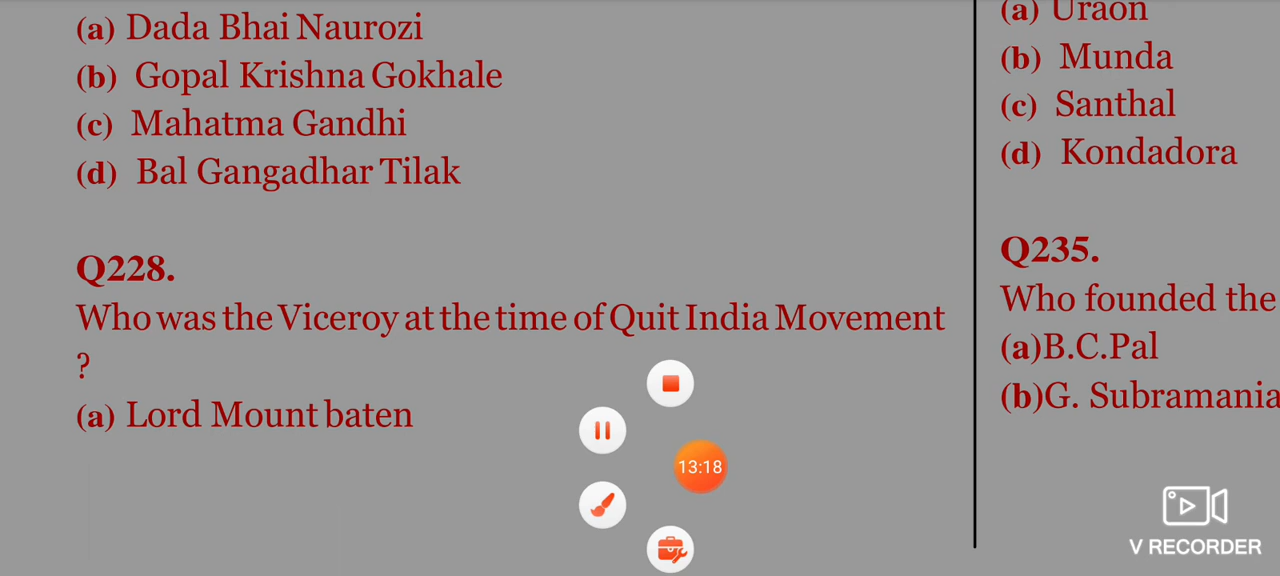 (a) Dada Bhai Naurozi
(b) Gopal Krishna Gokhale
(c) Mahatma Gandhi
(d) Bal Gangadhar Tilak
Q228.
Who was the Viceroy at the time of Quit India Movement
?
(a) Lord Mount baten
(a) Uraon
(b) Munda
(c) Santhal
(d) Kondadora
Q235.
Who founded the
(a)B.C.Pal
(b)G. Subramania
13:18
V RECORDER